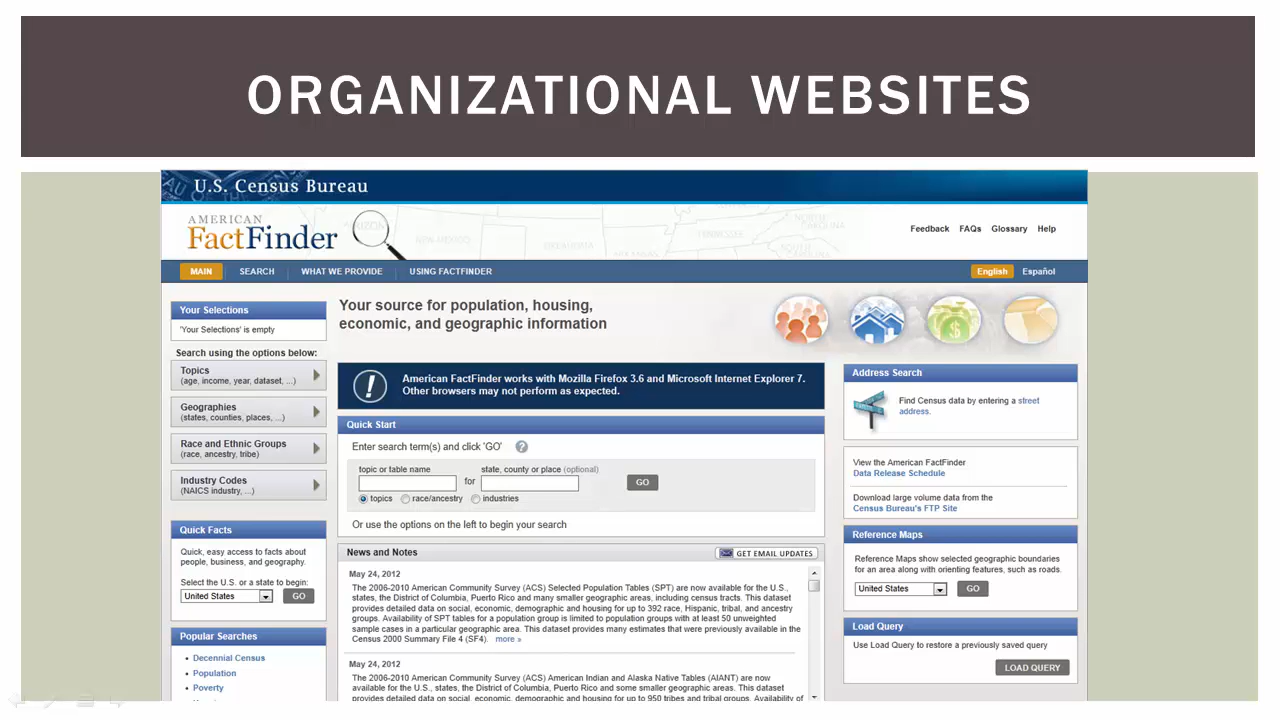 ORGANIZATIONAL WEBSITES
U.S. Census Bureau
AMERICAN
FactFinder
ARIZONA
NEW MEXICO
TENNESSEE
NORTH
CAROLINA
SOUTH
CAROLINA
Feedback FAQs Glossary Help
MAIN SEARCH WHAT WE PROVIDE USING FACTFINDER English Español
Your Selections
'Your Selections' is empty
Search using the options below:
Topics
(age, income, year, dataset, ...)
Geographies
(states, counties, places, ...)
Race and Ethnic Groups
(race, ancestry, tribe)
Industry Codes
(NAICS industry, ...)
Quick Facts
Quick, easy access to facts about
people, business, and geography.
Select the U.S. or a state to begin:
United States GO
Popular Searches
• Decennial Census
• Population
• Poverty
Your source for population, housing,
economic, and geographic information
American FactFinder works with Mozilla Firefox 3.6 and Microsoft Internet Explorer 7.
Other browsers may not perform as expected.
Quick Start
Enter search term(s) and click 'GO' ?
topic or table name state, county or place (optional)
for GO
topics race/ancestry industries
Or use the options on the left to begin your search
News and Notes GET EMAIL UPDATES
May 24, 2012
The 2006-2010 American Community Survey (ACS) Selected Population Tables (SPT) are now available for the U.S.,
states, the District of Columbia, Puerto Rico and many smaller geographic areas, including census tracts. This dataset
provides detailed data on social, economic, demographic and housing for up to 392 race, Hispanic, tribal, and ancestry
groups. Availability of SPT tables for a population group is limited to population groups with at least 50 unweighted
sample cases in a particular geographic area. This dataset provides many estimates that were previously available in the
Census 2000 Summary File 4 (SF4). more »
May 24, 2012
The 2006-2010 American Community Survey (ACS) American Indian and Alaska Native Tables (AIANT) are now
available for the U.S., states, the District of Columbia, Puerto Rico and some smaller geographic areas. This dataset
provides detailed data on social, economic, demographic and housing for up to 950 tribes and tribal groups. Availability of
Address Search
Find Census data by entering a street
address.
View the American FactFinder
Data Release Schedule
Download large volume data from the
Census Bureau's FTP Site
Reference Maps
Reference Maps show selected geographic boundaries
for an area along with orienting features, such as roads.
United States GO
Load Query
Use Load Query to restore a previously saved query
LOAD QUERY